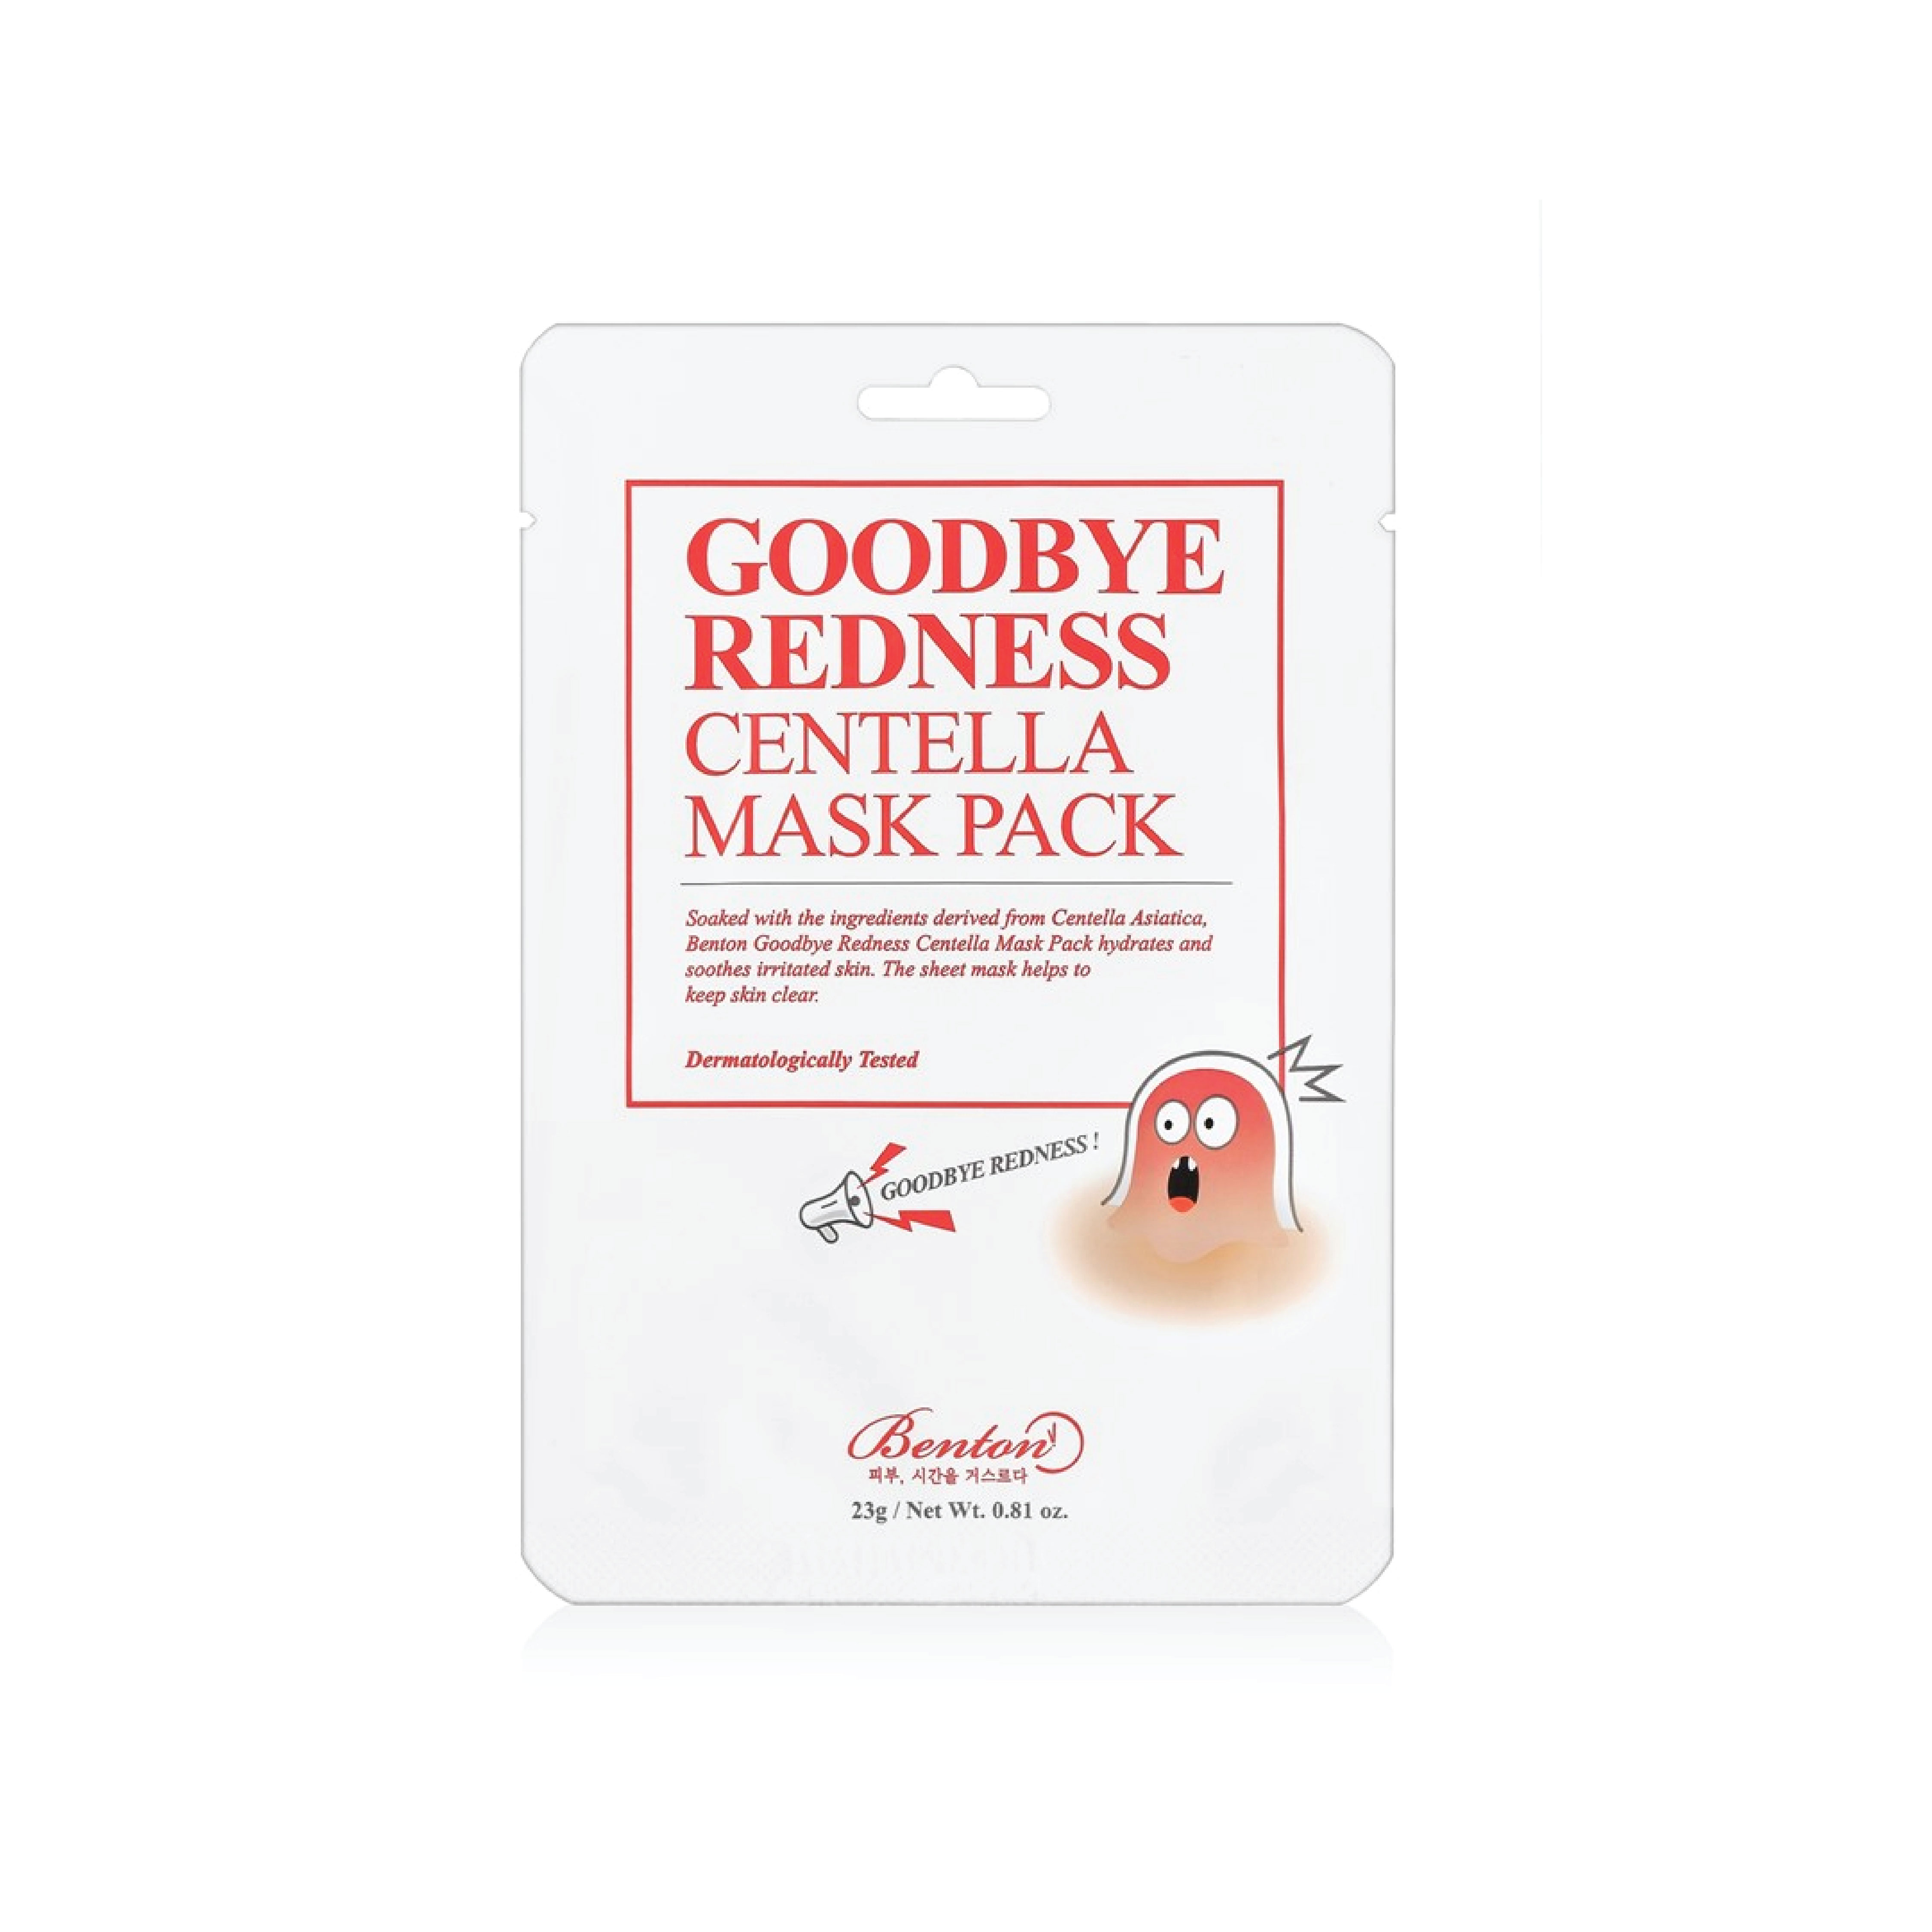 GOODBYE
REDNESS
CENTELLA
MASK PACK
Soaked with the ingredients derived from Centella Asiatica,
Benton Goodbye Redness Centella Mask Pack hydrates and
soothes irritated skin. The sheet mask helps to
keep skin clear.
Dermatologically Tested
GOODBYE REDNESS !
Benton
피부, 시간을 거스르다
23g / Net Wt. 0.81 oz.